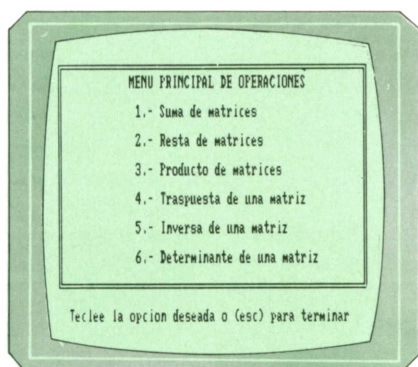 MENU PRINCIPAL DE OPERACIONES
1.- Suma de matrices
2.- Resta de matrices
3.- Producto de matrices
4.- Traspuesta de una matriz
5.- Inversa de una matriz
6.- Determinante de una matriz
Teclee la opcion deseada o (esc) para terminar